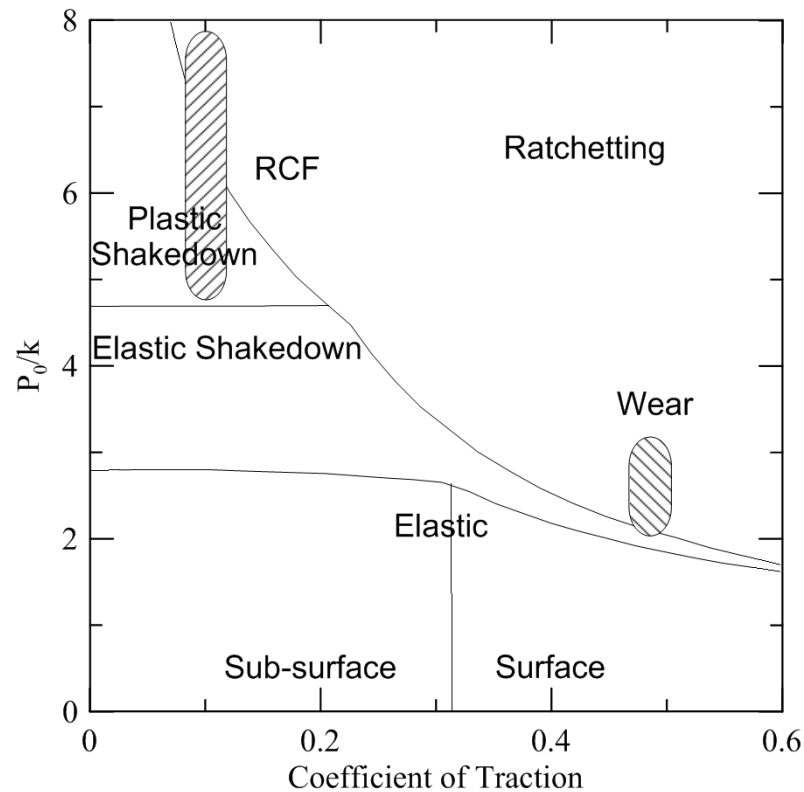 8
6
4
2
0
P0/k
RCF
Ratchetting
Plastic
Shakedown
Elastic Shakedown
Wear
Elastic
Sub-surface
Surface
0
0.2
0.4
0.6
Coefficient of Traction